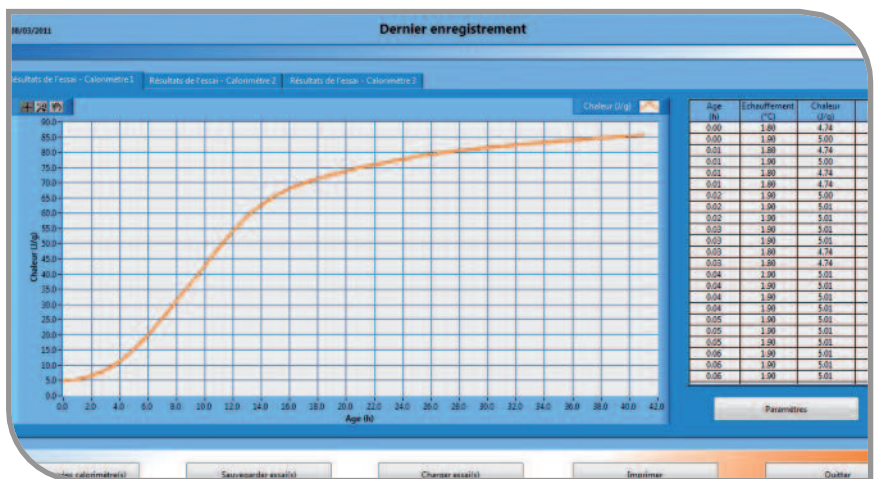 08/03/2011
Dernier enregistrement
Résultats de l'essai - Calorimètre 1 Résultats de l'essai - Calorimètre 2 Résultats de l'essai - Calorimètre 3
Chaleur (J/g)
90.0
85.0
80.0
75.0
70.0
65.0
60.0
55.0
50.0
45.0
40.0
35.0
30.0
25.0
20.0
15.0
10.0
5.0
0.0
Chaleur (J/g)
0.0 2.0 4.0 6.0 8.0 10.0 12.0 14.0 16.0 18.0 20.0 22.0 24.0 26.0 28.0 30.0 32.0 34.0 36.0 38.0 40.0 42.0
Age (h)
Age (h) Echauffement (°C) Chaleur (J/g)
0.00 1.80 4.74
0.00 1.90 5.00
0.01 1.80 4.74
0.01 1.90 5.00
0.01 1.80 4.74
0.01 1.80 4.74
0.02 1.90 5.00
0.02 1.90 5.01
0.02 1.90 5.01
0.03 1.90 5.01
0.03 1.90 5.01
0.03 1.80 4.74
0.03 1.80 4.74
0.04 1.90 5.01
0.04 1.90 5.01
0.04 1.90 5.01
0.04 1.90 5.01
0.05 1.90 5.01
0.05 1.90 5.01
0.05 1.90 5.01
0.06 1.90 5.01
0.06 1.90 5.01
0.06 1.90 5.01
Paramètres
calorimètre(s) Sauvegarder essai(s) Charger essai(s) Imprimer Quitter